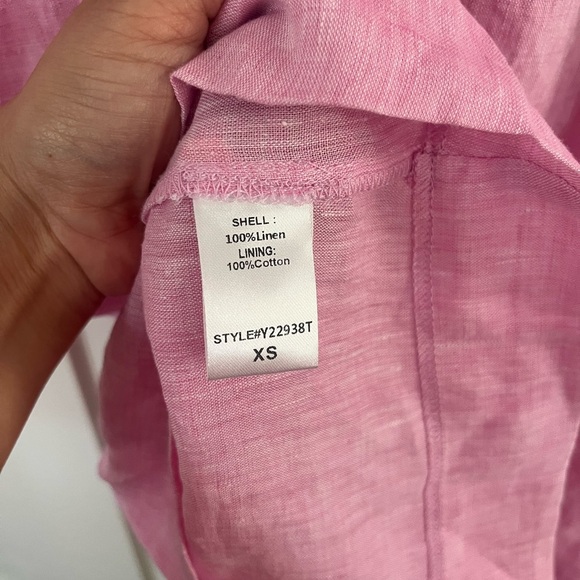 SHELL :
100%Linen
LINING:
100%Cotton
STYLE#Y22938T
XS